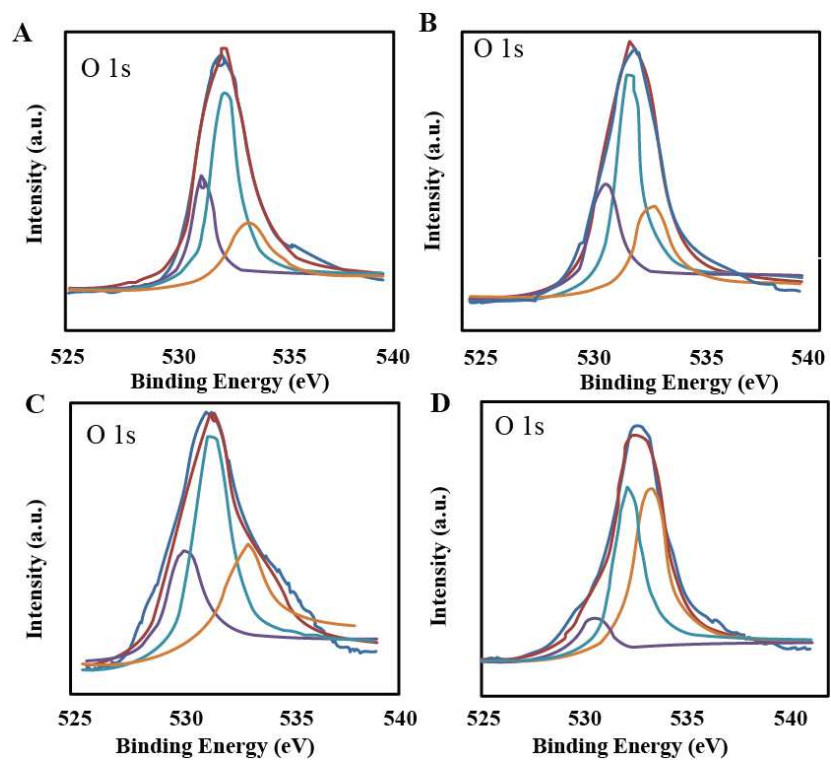 A
O 1s
Intensity (a.u.)
525 530 535 540
Binding Energy (eV)
B
O 1s
Intensity (a.u.)
525 530 535 540
Binding Energy (eV)
C
O 1s
Intensity (a.u.)
525 530 535 540
Binding Energy (eV)
D
O 1s
Intensity (a.u.)
525 530 535 540
Binding Energy (eV)